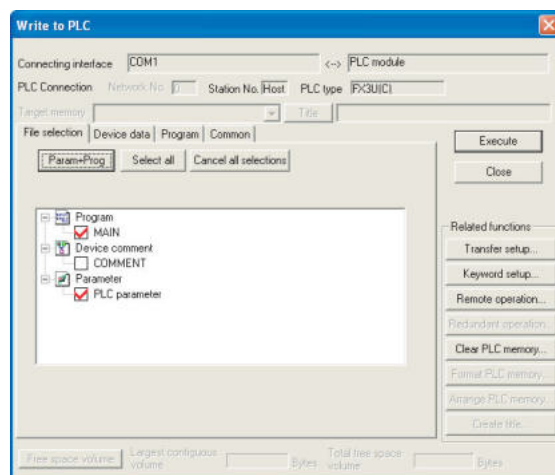 Write to PLC
Connecting interface COM1 <--> PLC module
PLC Connection Network No. 0 Station No. Host PLC type FX3U(C)
Target memory Title
File selection Device data Program Common
Execute
Param+Prog Select all Cancel all selections
Close
Program
MAIN
Device comment
COMMENT
Parameter
PLC parameter
Related functions
Transfer setup...
Keyword setup...
Remote operation...
Redundant operation...
Clear PLC memory...
Format PLC memory...
Arrange PLC memory...
Create title...
Free space volume Largest contiguous volume Bytes Total free space volume Bytes